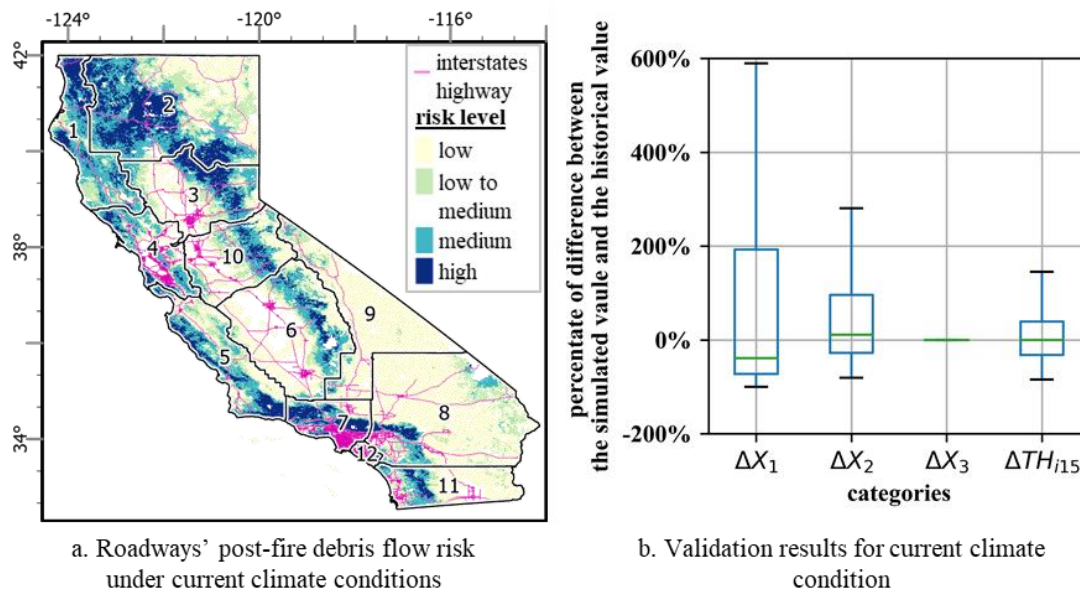 -124°
-120°
-116°
42°
38°
34°
interstates
highway
risk level
low
low to
medium
medium
high
1
2
3
4
10
9
6
5
8
7
12
11
a. Roadways’ post-fire debris flow risk
under current climate conditions
percentate of difference between
the simulated vaule and the historical value
600%
400%
200%
0%
-200%
ΔX₁
ΔX₂
ΔX₃
ΔTHᵢ₁₅
categories
b. Validation results for current climate
condition